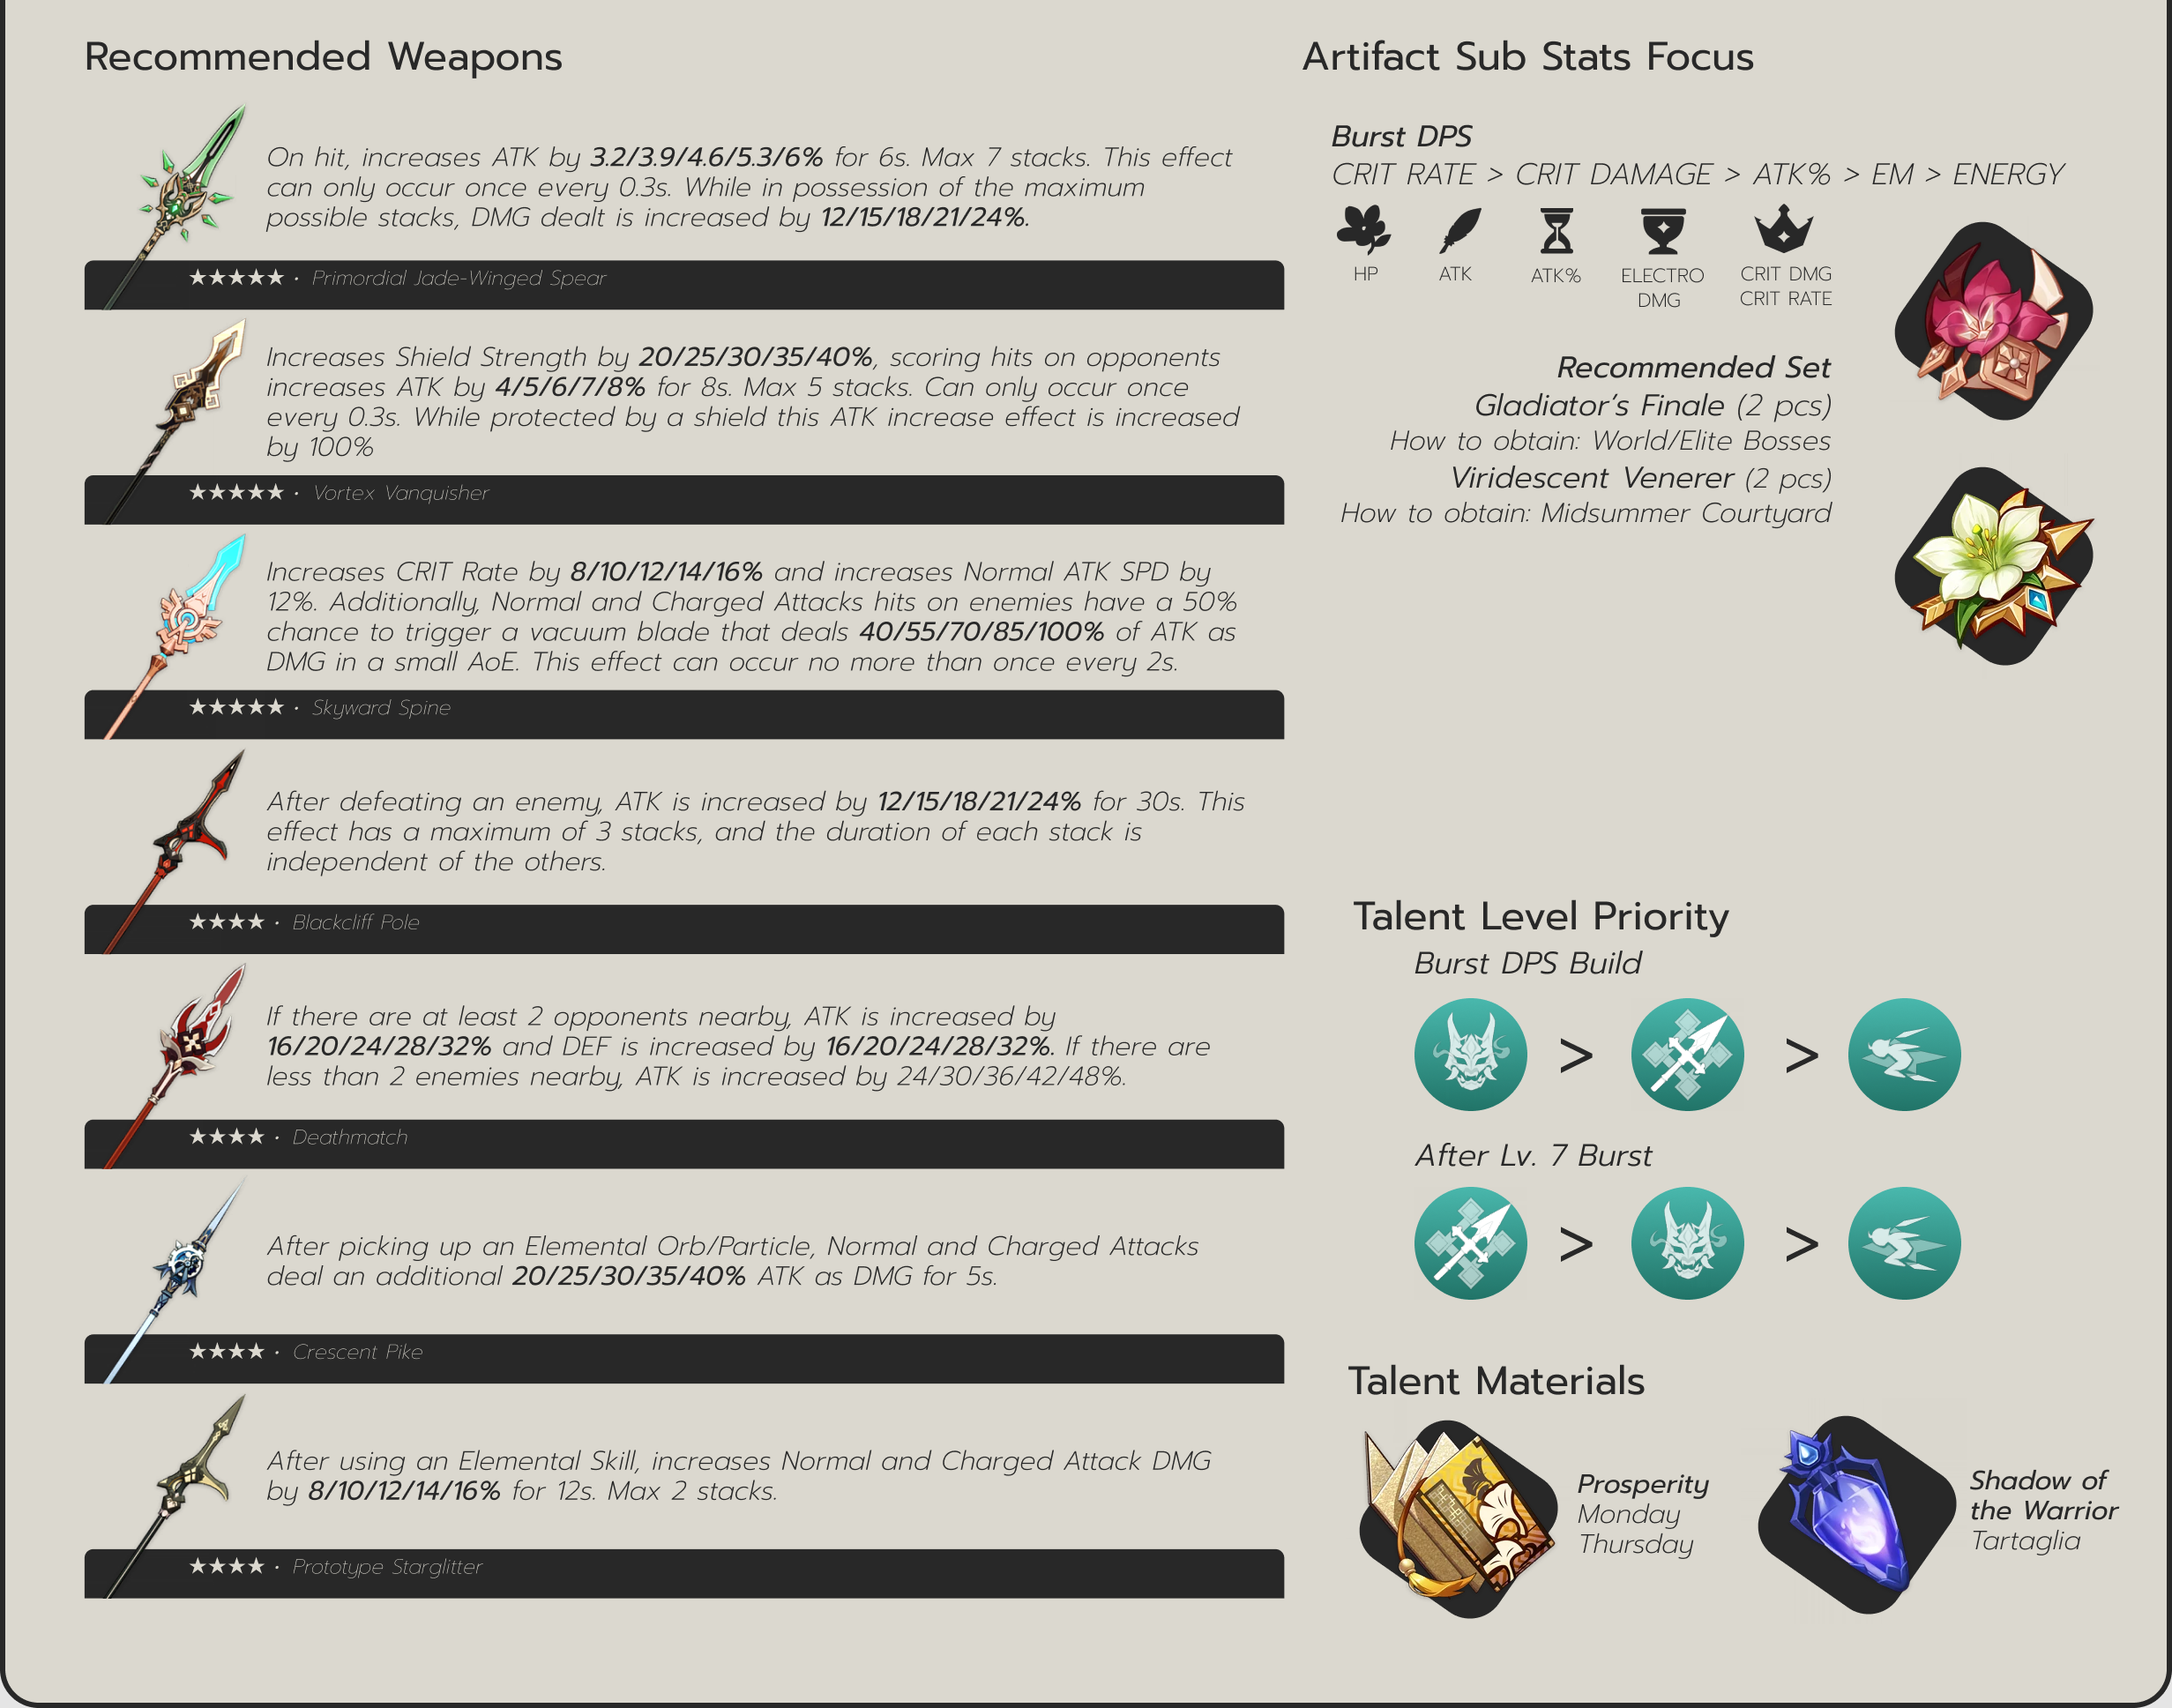 Recommended Weapons
On hit, increases ATK by 3.2/3.9/4.6/5.3/6% for 6s. Max 7 stacks. This effect
can only occur once every 0.3s. While in possession of the maximum
possible stacks, DMG dealt is increased by 12/15/18/21/24%.
★★★★★ · Primordial Jade-Winged Spear
Increases Shield Strength by 20/25/30/35/40%, scoring hits on opponents
increases ATK by 4/5/6/7/8% for 8s. Max 5 stacks. Can only occur once
every 0.3s. While protected by a shield this ATK increase effect is increased
by 100%
★★★★★ · Vortex Vanquisher
Increases CRIT Rate by 8/10/12/14/16% and increases Normal ATK SPD by
12%. Additionally, Normal and Charged Attacks hits on enemies have a 50%
chance to trigger a vacuum blade that deals 40/55/70/85/100% of ATK as
DMG in a small AoE. This effect can occur no more than once every 2s.
★★★★★ · Skyward Spine
After defeating an enemy, ATK is increased by 12/15/18/21/24% for 30s. This
effect has a maximum of 3 stacks, and the duration of each stack is
independent of the others.
★★★★ · Blackcliff Pole
If there are at least 2 opponents nearby, ATK is increased by
16/20/24/28/32% and DEF is increased by 16/20/24/28/32%. If there are
less than 2 enemies nearby, ATK is increased by 24/30/36/42/48%.
★★★★ · Deathmatch
After picking up an Elemental Orb/Particle, Normal and Charged Attacks
deal an additional 20/25/30/35/40% ATK as DMG for 5s.
★★★★ · Crescent Pike
After using an Elemental Skill, increases Normal and Charged Attack DMG
by 8/10/12/14/16% for 12s. Max 2 stacks.
★★★★ · Prototype Starglitter
Artifact Sub Stats Focus
Burst DPS
CRIT RATE > CRIT DAMAGE > ATK% > EM > ENERGY
HP ATK ATK% ELECTRO CRIT DMG
DMG CRIT RATE
Recommended Set
Gladiator's Finale (2 pcs)
How to obtain: World/Elite Bosses
Viridescent Venerer (2 pcs)
How to obtain: Midsummer Courtyard
Talent Level Priority
Burst DPS Build
> >
After Lv. 7 Burst
> >
Talent Materials
Prosperity
Monday
Thursday
Shadow of
the Warrior
Tartaglia